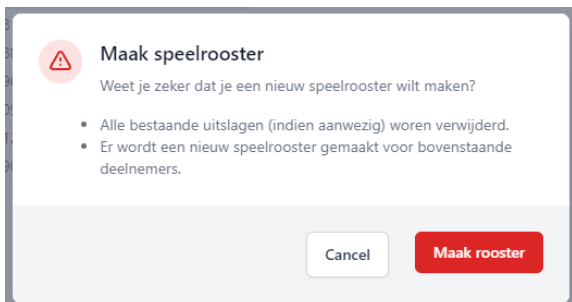 Maak speelrooster
Weet je zeker dat je een nieuw speelrooster wilt maken?
Alle bestaande uitslagen (indien aanwezig) woren verwijderd.
Er wordt een nieuw speelrooster gemaakt voor bovenstaande
deelnemers.
Cancel
Maak rooster